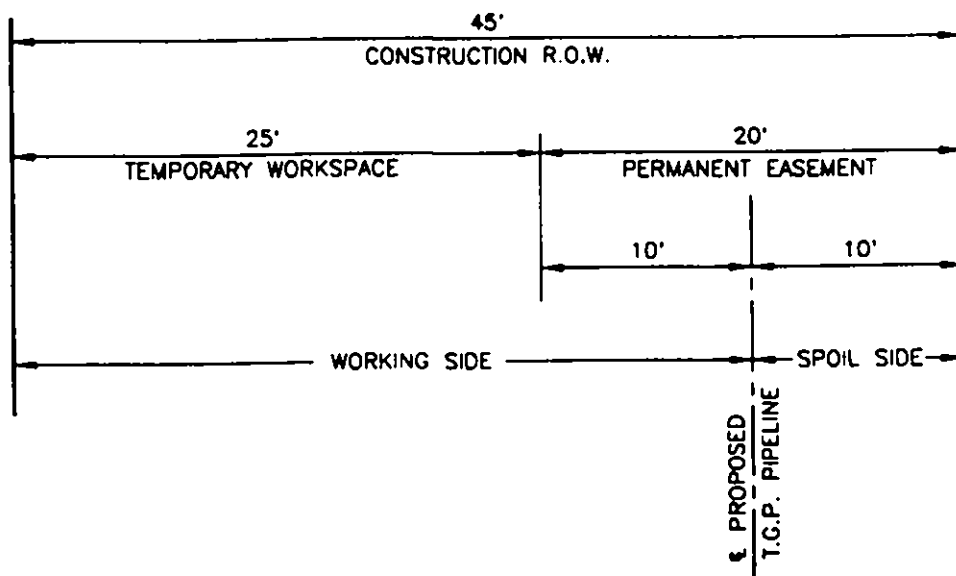 45'
CONSTRUCTION R.O.W.
25'
20'
TEMPORARY WORKSPACE
PERMANENT EASEMENT
10'
10'
WORKING SIDE
SPOIL SIDE
℄ PROPOSED
T.G.P. PIPELINE